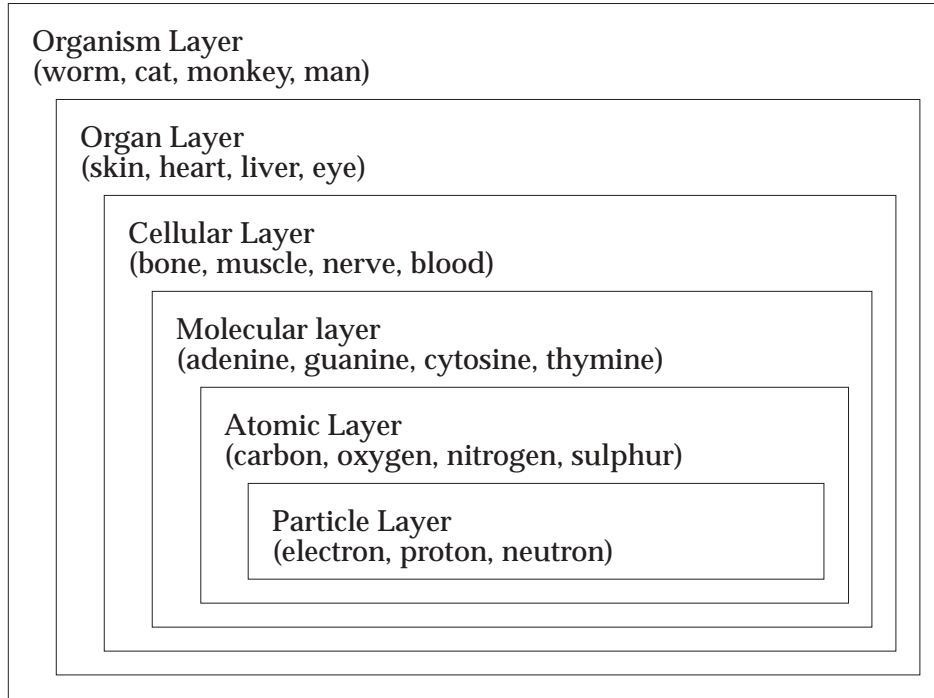 Organism Layer
(worm, cat, monkey, man)
Organ Layer
(skin, heart, liver, eye)
Cellular Layer
(bone, muscle, nerve, blood)
Molecular layer
(adenine, guanine, cytosine, thymine)
Atomic Layer
(carbon, oxygen, nitrogen, sulphur)
Particle Layer
(electron, proton, neutron)